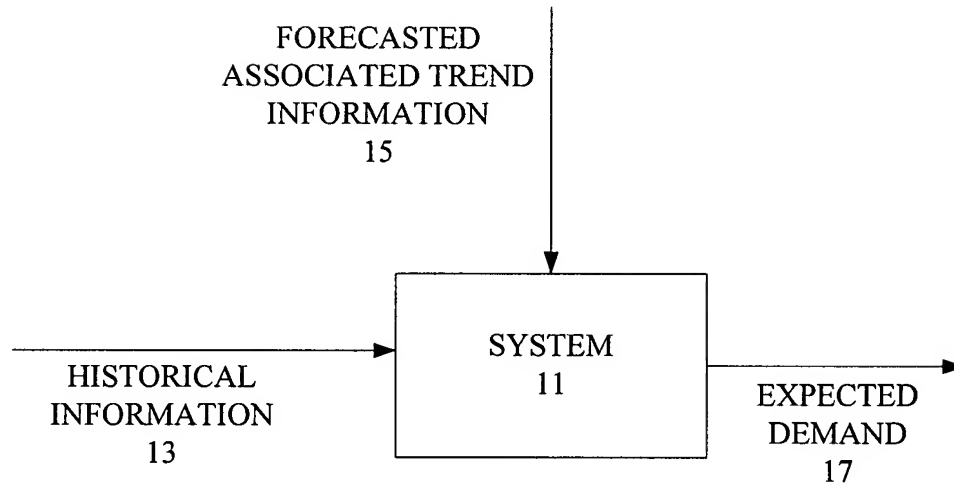 FORECASTED
ASSOCIATED TREND
INFORMATION
15
SYSTEM
11
HISTORICAL
INFORMATION
13
EXPECTED
DEMAND
17